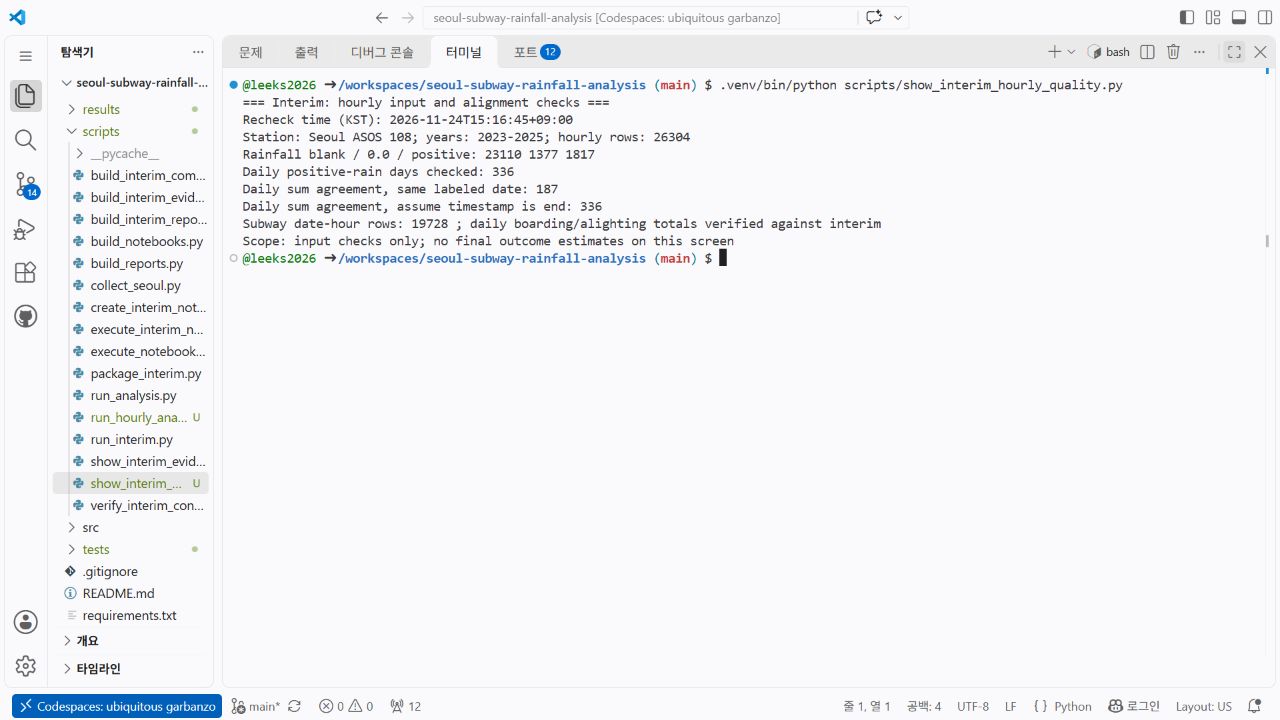 seoul-subway-rainfall-analysis [Codespaces: ubiquitous garbanzo]
탐색기
문제
출력
디버그 콘솔
터미널
포트 12
bash
seoul-subway-rainfall-...
results
scripts
__pycache__
build_interim_com...
build_interim_evid...
build_interim_repo...
build_notebooks.py
build_reports.py
collect_seoul.py
create_interim_not...
execute_interim_n...
execute_notebook...
package_interim.py
run_analysis.py
run_hourly_ana... U
run_interim.py
show_interim_evid...
show_interim_... U
verify_interim_con...
src
tests
.gitignore
README.md
requirements.txt
개요
타임라인
14
@leeks2026 ➜/workspaces/seoul-subway-rainfall-analysis (main) $ .venv/bin/python scripts/show_interim_hourly_quality.py
=== Interim: hourly input and alignment checks ===
Recheck time (KST): 2026-11-24T15:16:45+09:00
Station: Seoul ASOS 108; years: 2023-2025; hourly rows: 26304
Rainfall blank / 0.0 / positive: 23110 1377 1817
Daily positive-rain days checked: 336
Daily sum agreement, same labeled date: 187
Daily sum agreement, assume timestamp is end: 336
Subway date-hour rows: 19728 ; daily boarding/alighting totals verified against interim
Scope: input checks only; no final outcome estimates on this screen
@leeks2026 ➜/workspaces/seoul-subway-rainfall-analysis (main) $
Codespaces: ubiquitous garbanzo
main*
0 0
12
줄 1, 열 1
공백: 4
UTF-8
LF
{ } Python
로그인
Layout: US